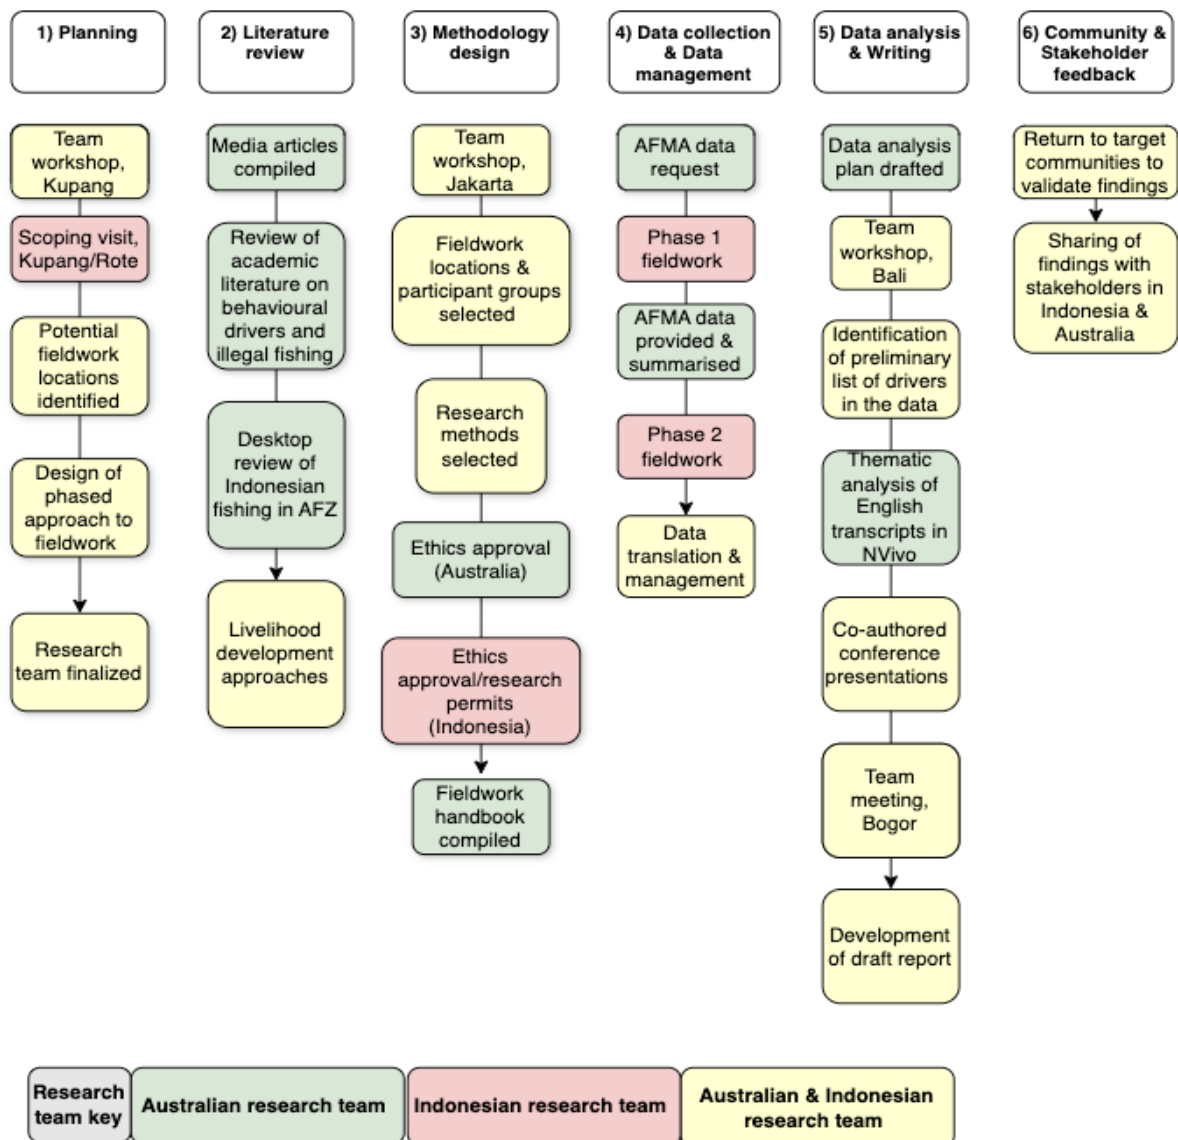 1) Planning
2) Literature
review
3) Methodology
design
4) Data collection
& Data
management
5) Data analysis
& Writing
6) Community &
Stakeholder
feedback
Team
workshop,
Kupang
Scoping visit,
Kupang/Rote
Potential
fieldwork
locations
identified
Design of
phased
approach to
fieldwork
Research
team finalized
Media articles
compiled
Review of
academic
literature on
behavioural
drivers and
illegal fishing
Desktop
review of
Indonesian
fishing in AFZ
Livelihood
development
approaches
Team
workshop,
Jakarta
Fieldwork
locations &
participant groups
selected
Research
methods
selected
Ethics approval
(Australia)
Ethics
approval/research
permits
(Indonesia)
Fieldwork
handbook
compiled
AFMA data
request
Phase 1
fieldwork
AFMA data
provided &
summarised
Phase 2
fieldwork
Data
translation &
management
Data analysis
plan drafted
Team
workshop,
Bali
Identification
of preliminary
list of drivers
in the data
Thematic
analysis of
English
transcripts in
NVivo
Co-authored
conference
presentations
Team
meeting,
Bogor
Development
of draft report
Return to target
communities to
validate findings
Sharing of
findings with
stakeholders in
Indonesia &
Australia
Research
team key
Australian research team
Indonesian research team
Australian & Indonesian
research team